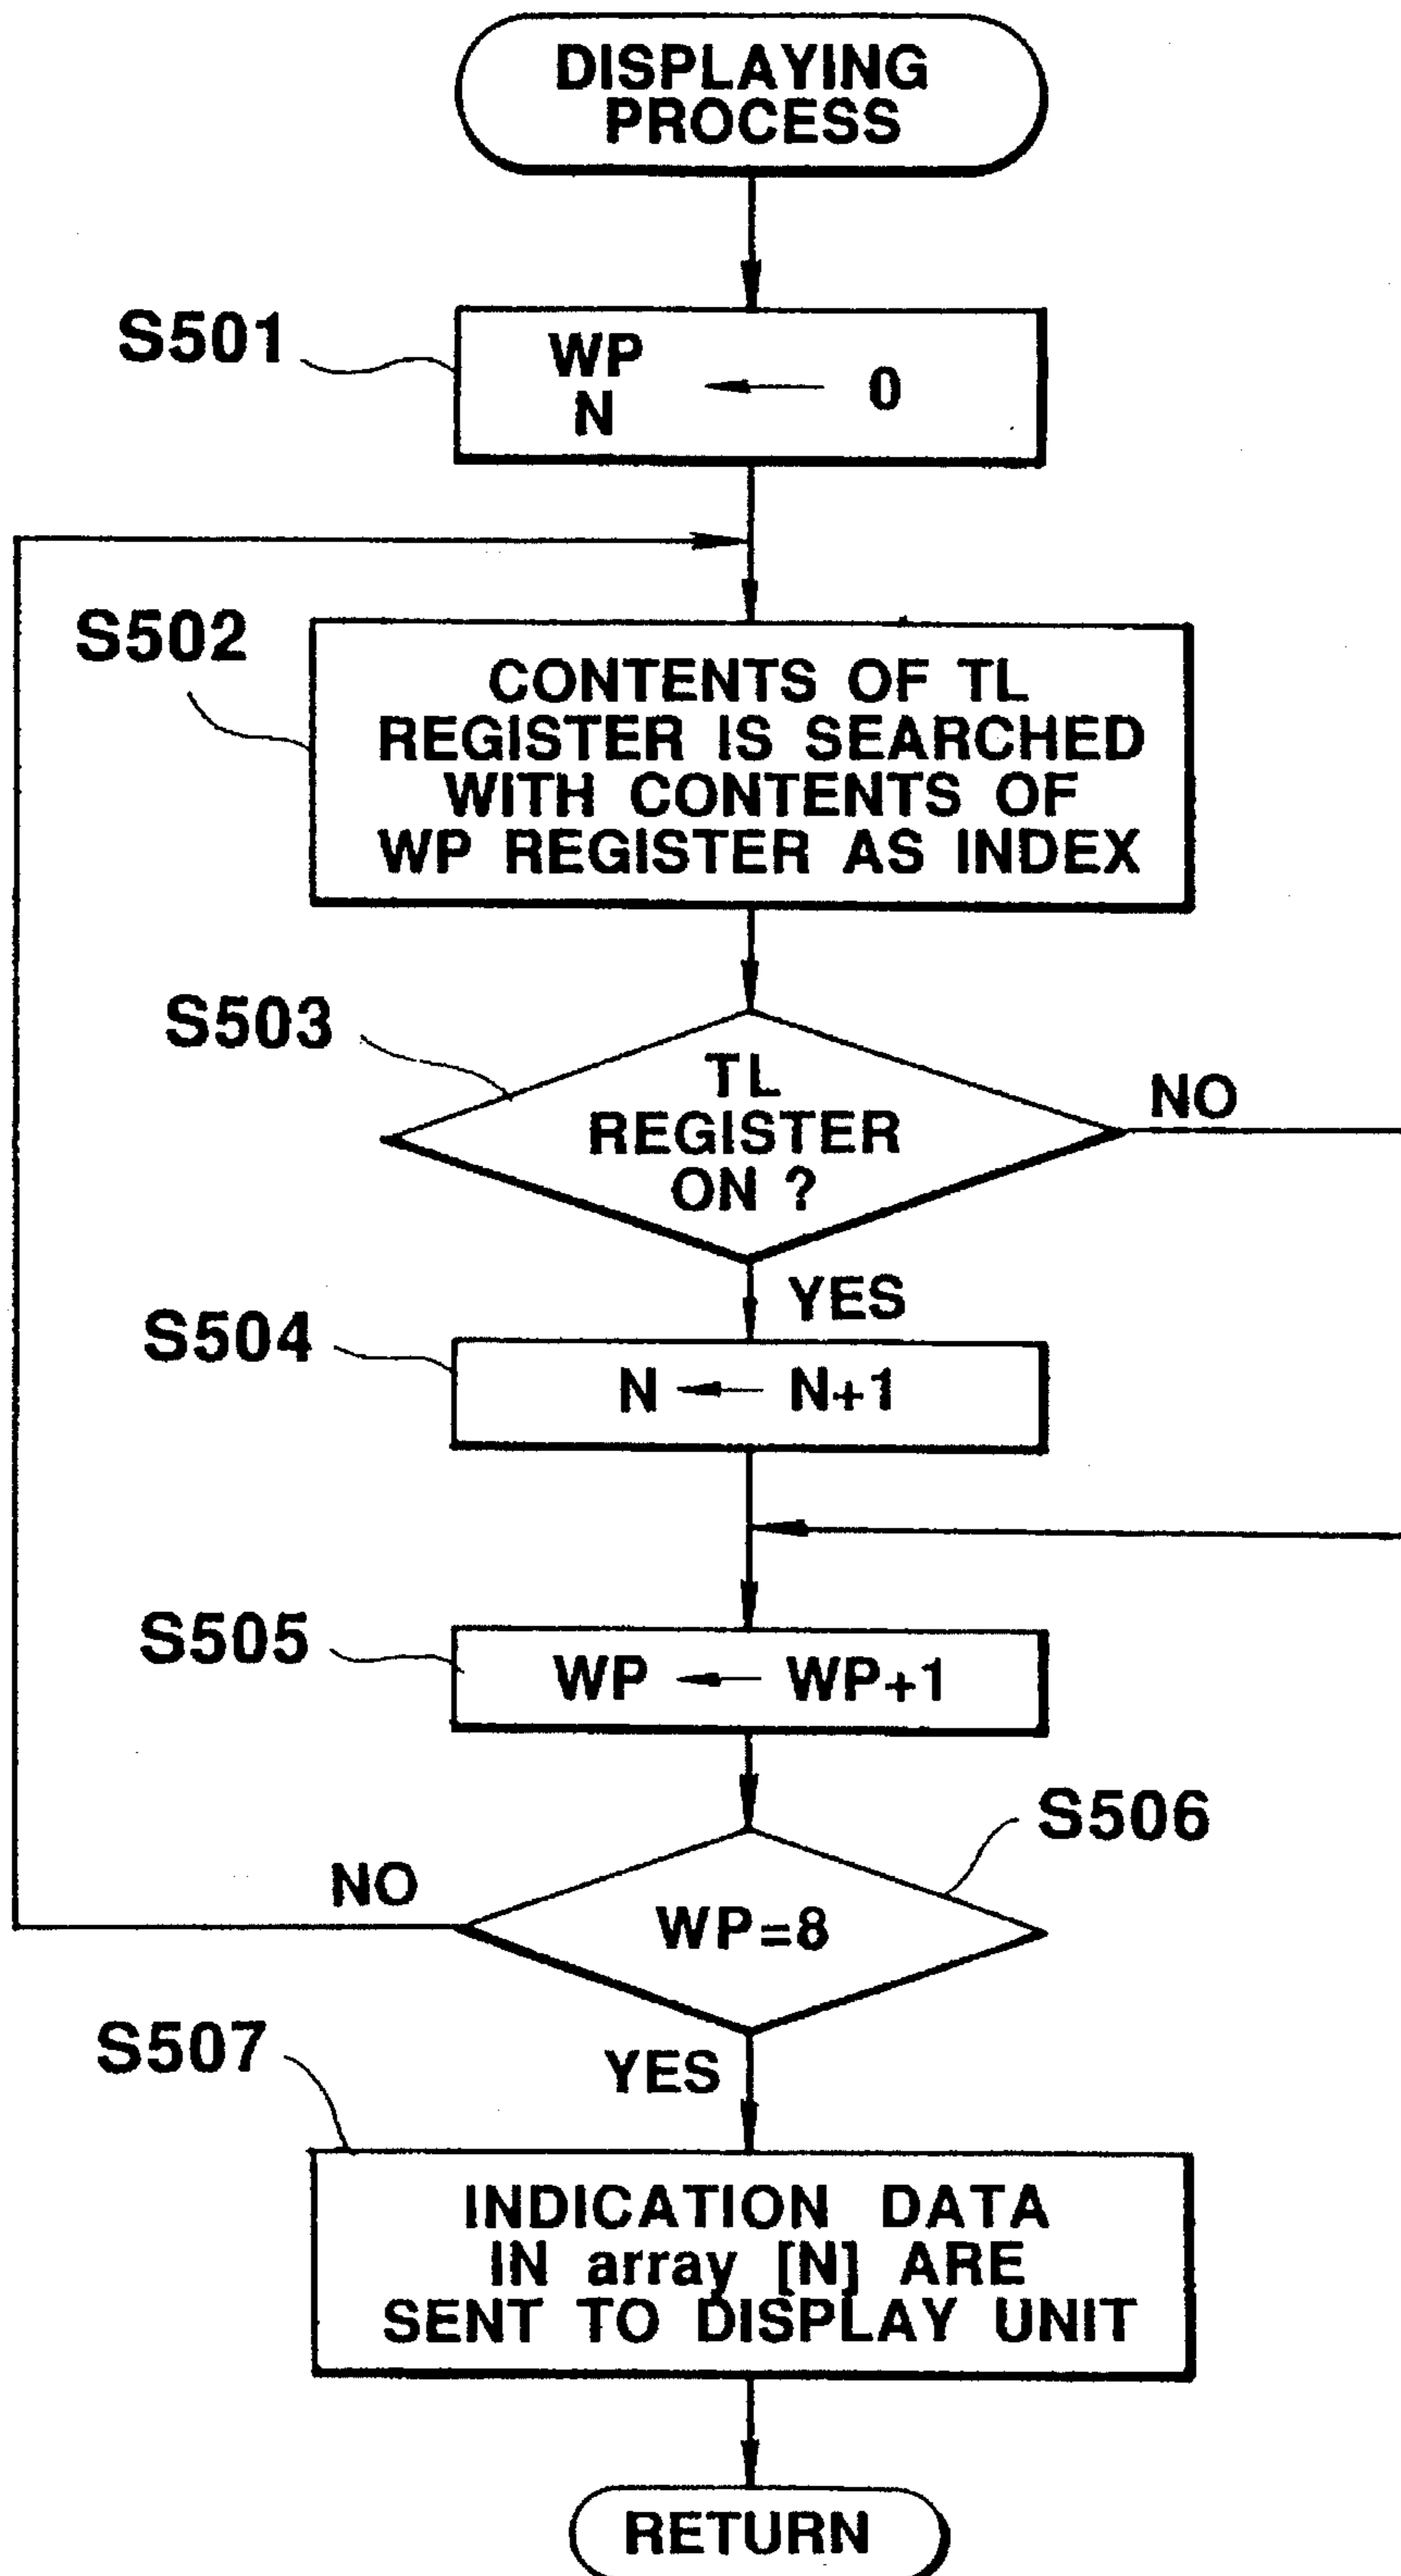 DISPLAYING
PROCESS
S501
WP
N ← 0
S502
CONTENTS OF TL
REGISTER IS SEARCHED
WITH CONTENTS OF
WP REGISTER AS INDEX
S503
TL
REGISTER
ON ?
NO
YES
S504
N ← N+1
S505
WP ← WP+1
S506
NO
WP=8
S507
YES
INDICATION DATA
IN array [N] ARE
SENT TO DISPLAY UNIT
RETURN